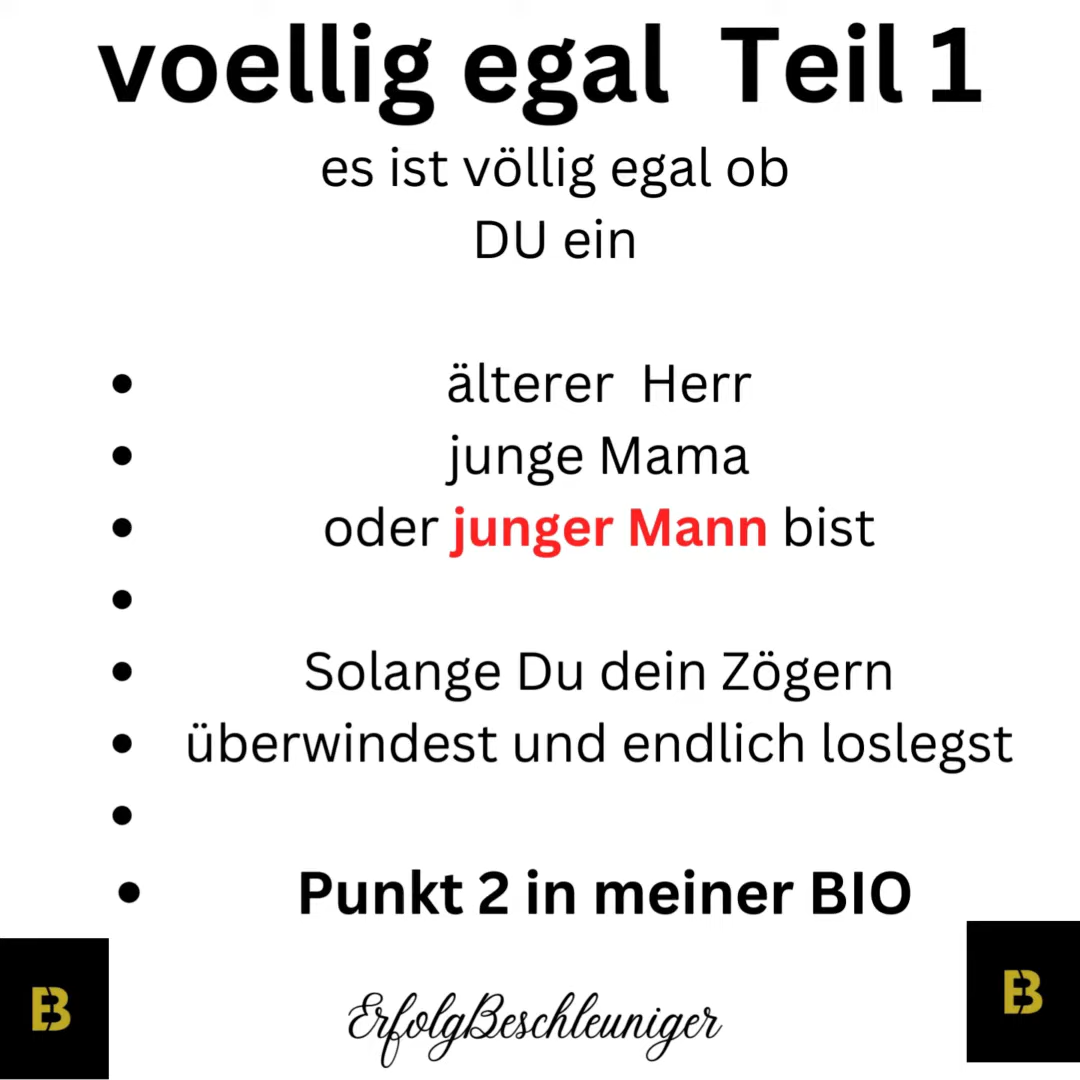 voellig egal Teil 1
es ist völlig egal ob
DU ein
• älterer Herr
• junge Mama
• oder junger Mann bist
•
• Solange Du dein Zögern
• überwindest und endlich loslegst
•
• Punkt 2 in meiner BIO
B
ErfolgBeschleuniger
B